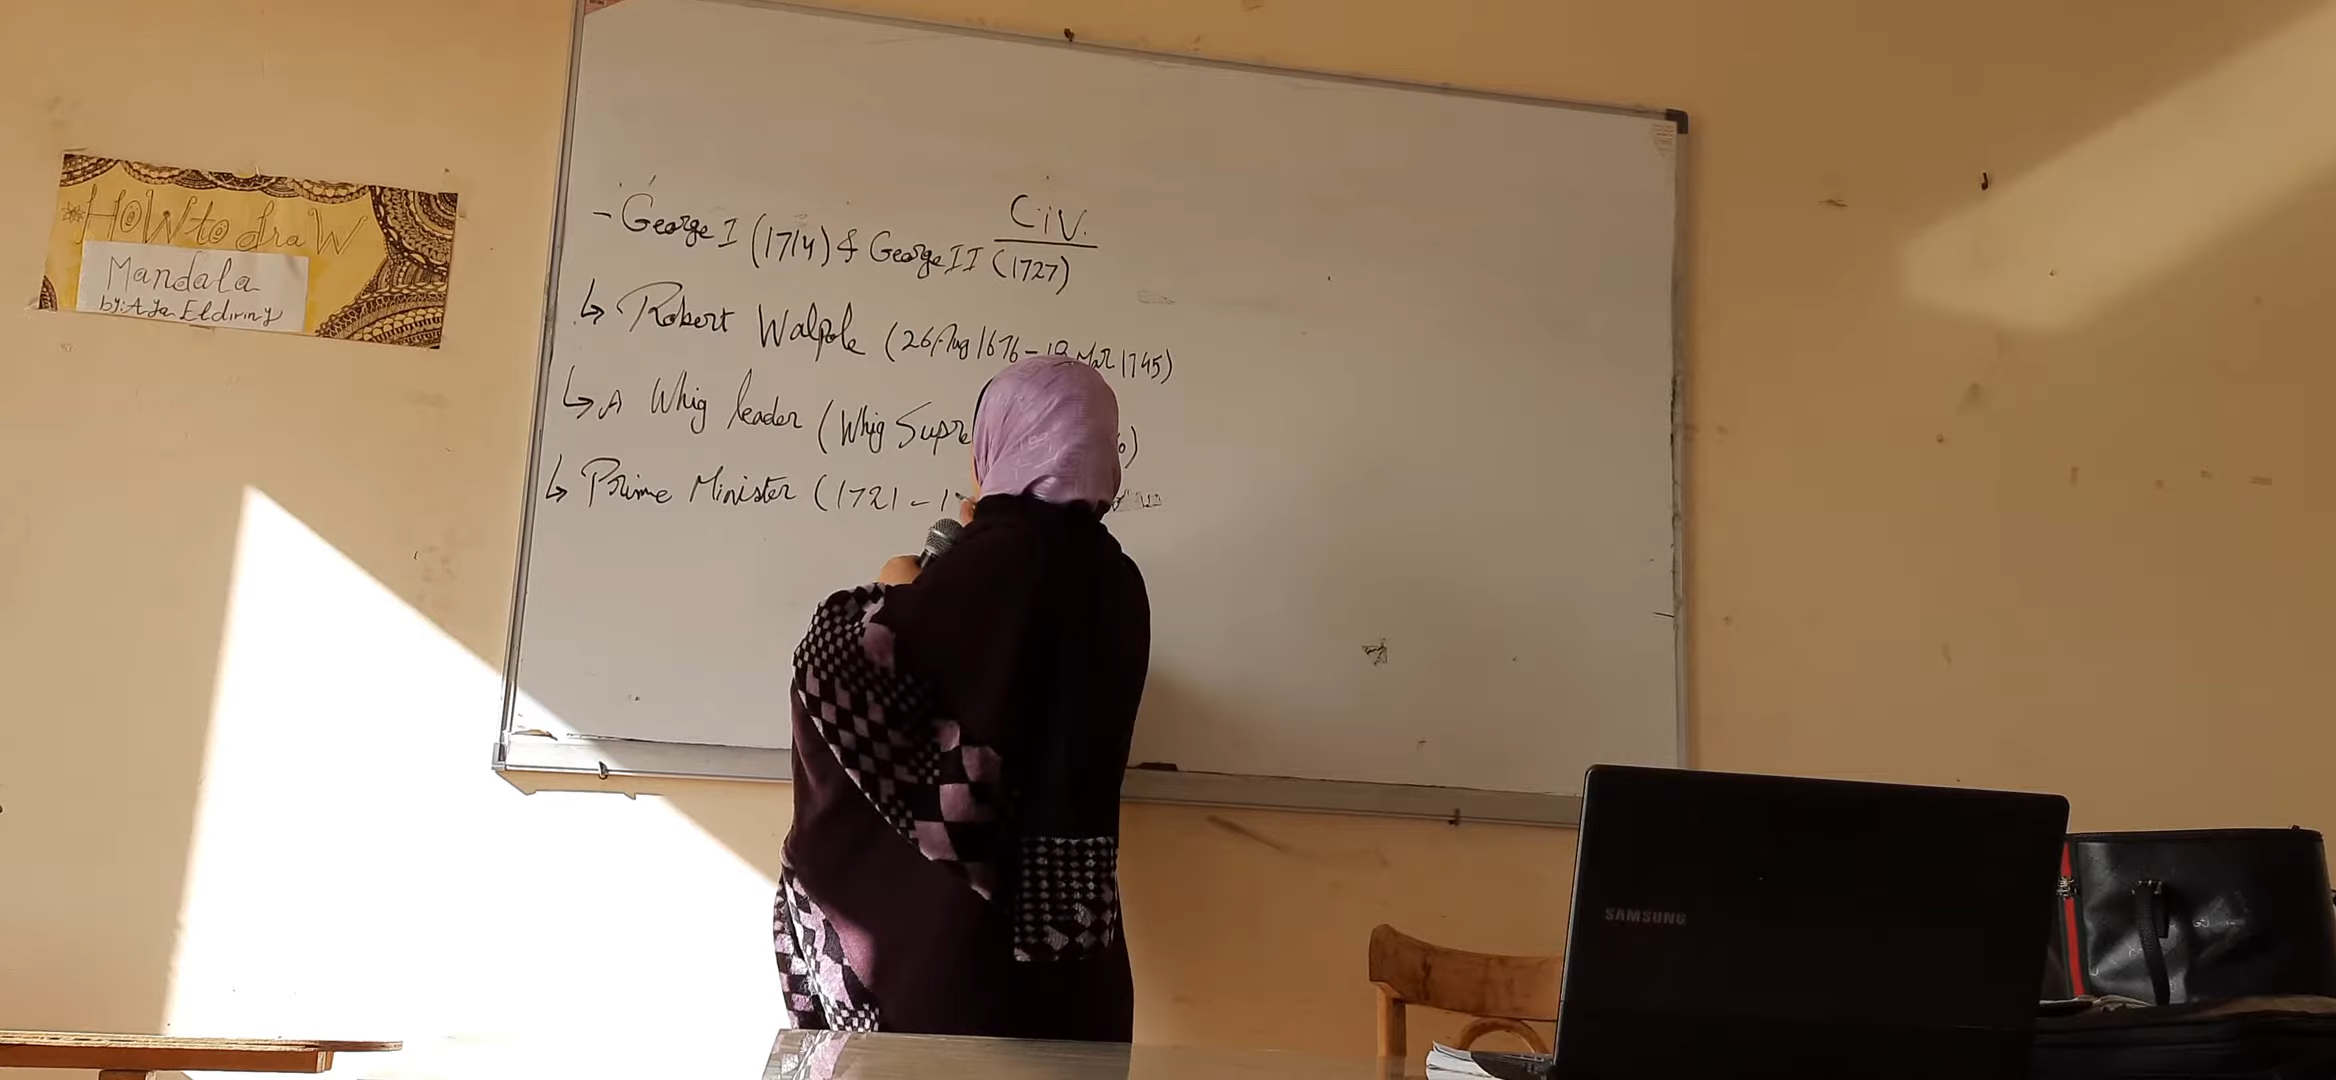 HOW to draW
Mandala
by: Aya Eldiriny
CiV.
- George I (1714) & George II (1727)
↳ Robert Walpole (26 Aug 1676 - 18 Mar 1745)
↳ A Whig leader (Whig Supre
↳ Prime Minister (1721 - 1
SAMSUNG